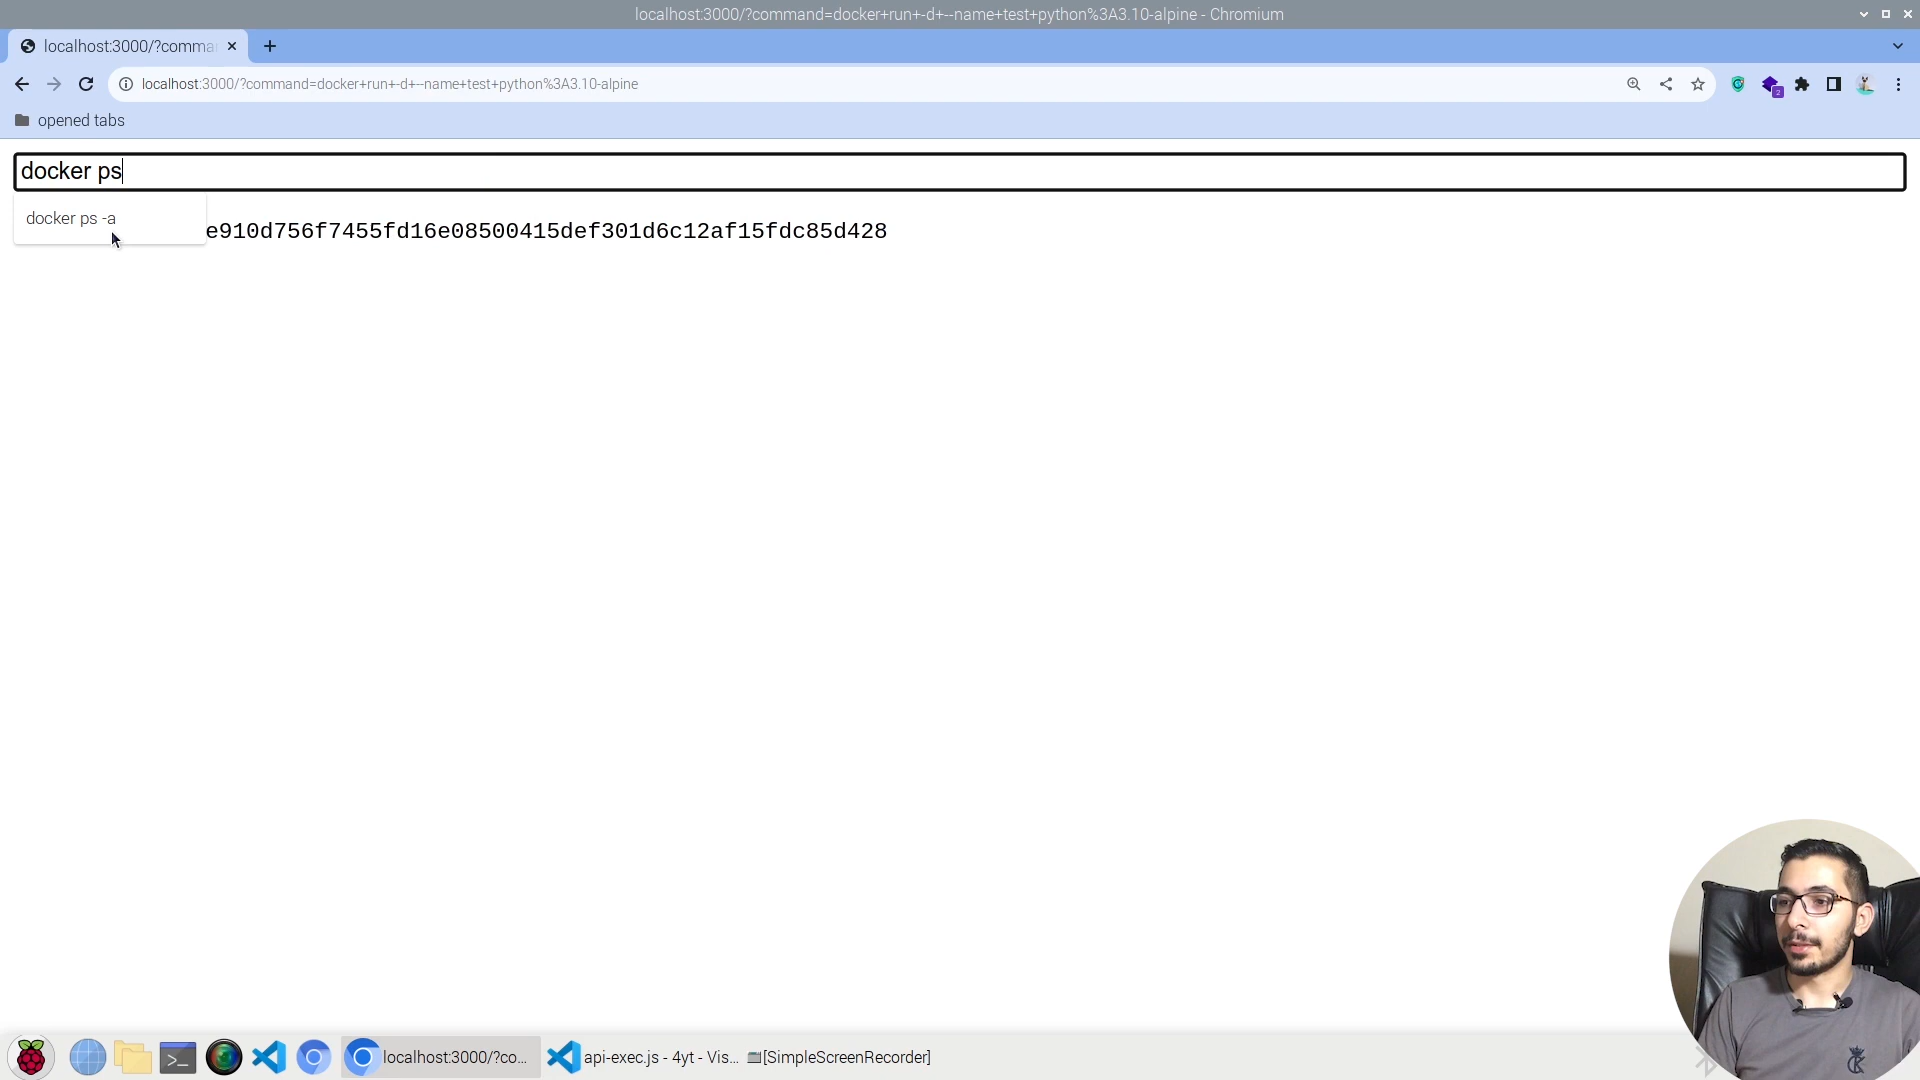 localhost:3000/?command=docker+run+-d+--name+test+python%3A3.10-alpine - Chromium
localhost:3000/?comma
localhost:3000/?command=docker+run+-d+--name+test+python%3A3.10-alpine
2
opened tabs
docker ps
docker ps -a
e910d756f7455fd16e08500415def301d6c12af15fdc85d428
localhost:3000/?co...
api-exec.js - 4yt - Vis...
[SimpleScreenRecorder]